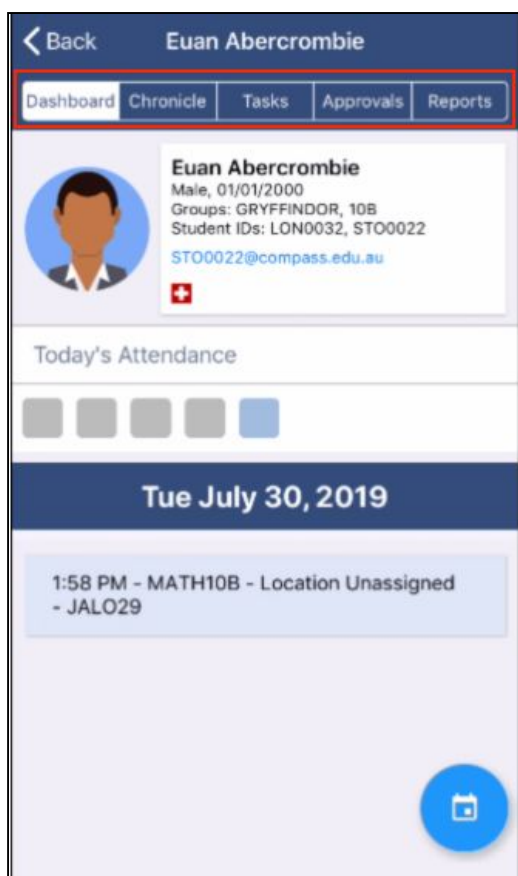 Back
Euan Abercrombie
Dashboard Chronicle Tasks Approvals Reports
Euan Abercrombie
Male, 01/01/2000
Groups: GRYFFINDOR, 10B
Student IDs: LON0032, STO0022
STO0022@compass.edu.au
Today's Attendance
Tue July 30, 2019
1:58 PM - MATH10B - Location Unassigned
- JALO29